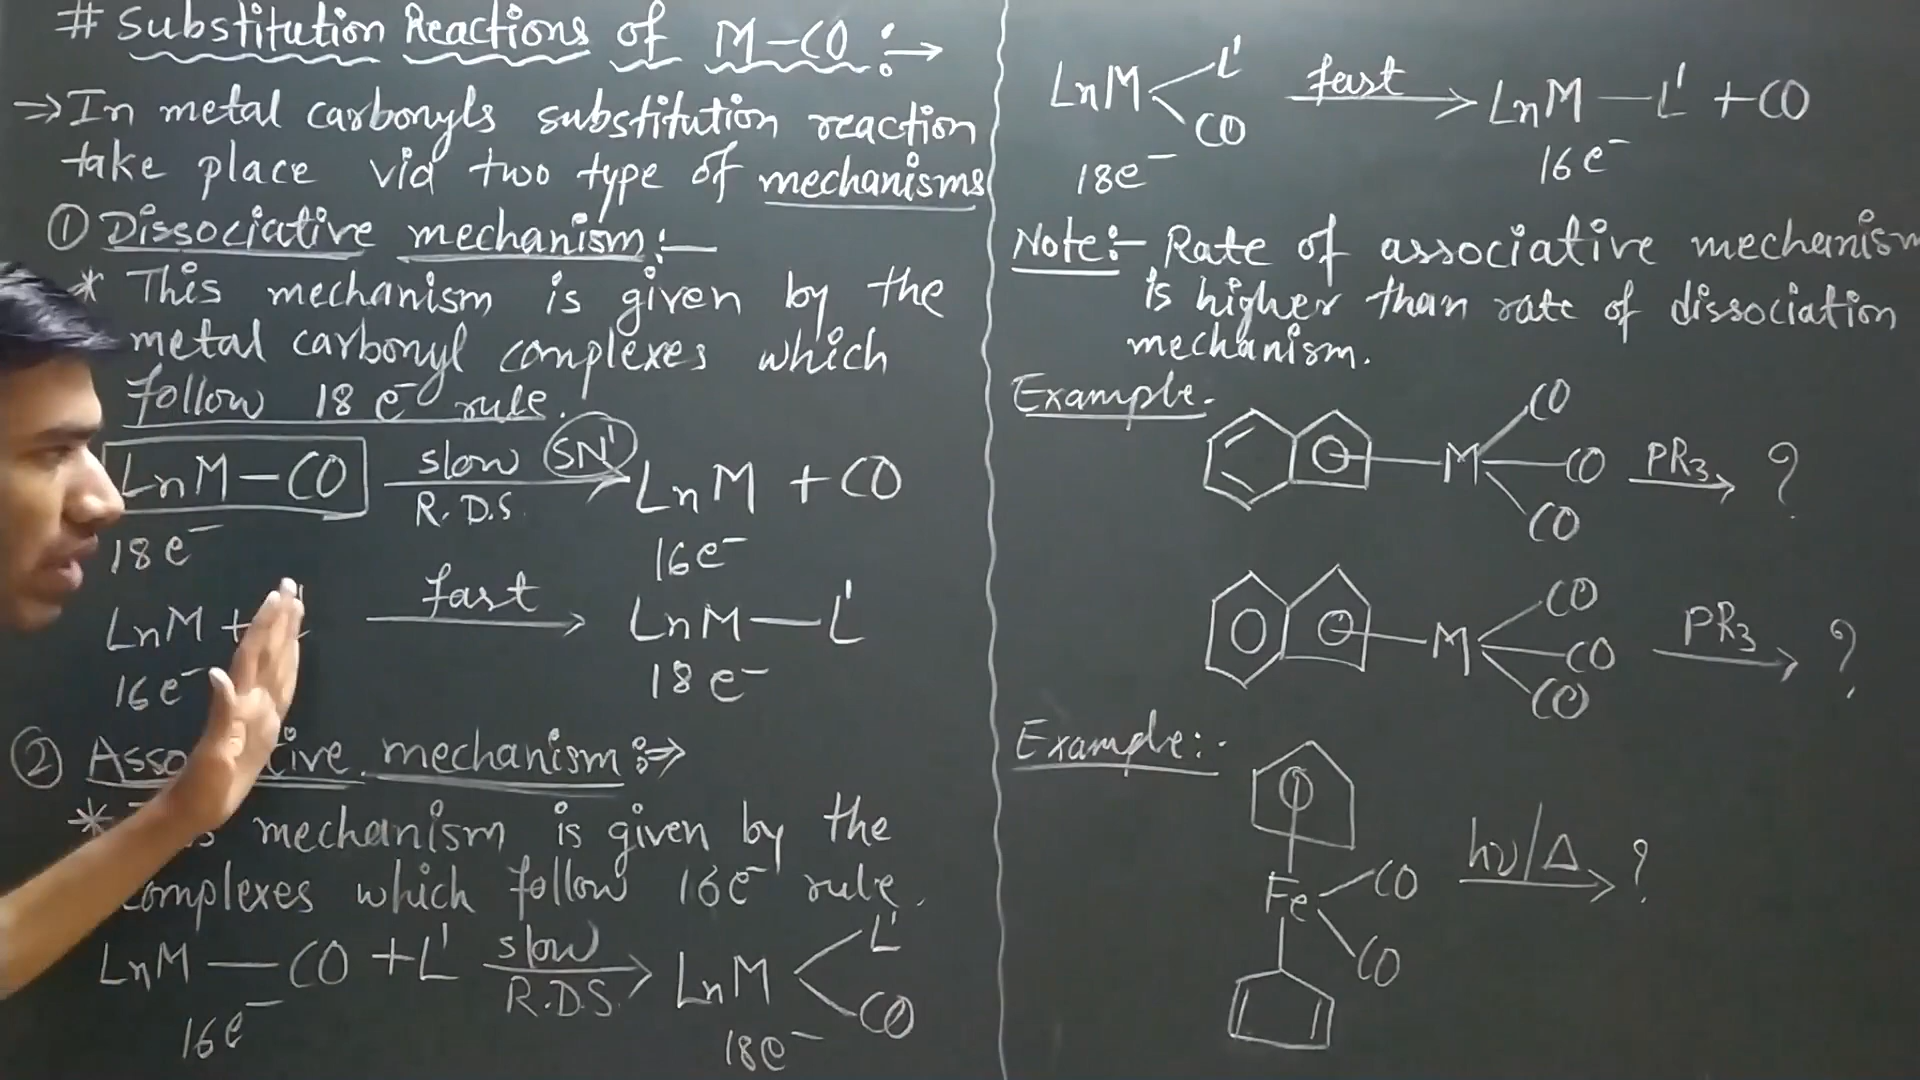 # Substitution Reactions of M-CO :→
⇒ In metal carbonyls substitution reaction
take place via two type of mechanisms
① Dissociative mechanism:-
* This mechanism is given by the
metal carbonyl complexes which
follow 18 e⁻ rule.
LnM-CO slow SN¹ R.D.S. → LnM + CO
18e⁻ 16e⁻
LnM + fast → LnM-L'
16e⁻ 18e⁻
② mechanism:⇒
* mechanism is given by the
complexes which follow 16e⁻ rule.
LnM-CO + L' slow R.D.S. → LnM L' CO
16e⁻ 18e⁻
LnM L' CO fast → LnM-L' + CO
18e⁻ 16e⁻
Note:- Rate of associative mechanism
is higher than rate of dissociation
mechanism.
Example.
M CO CO CO PR₃ → ?
M CO CO CO PR₃ → ?
Example:-
Fe CO CO hν/Δ → ?